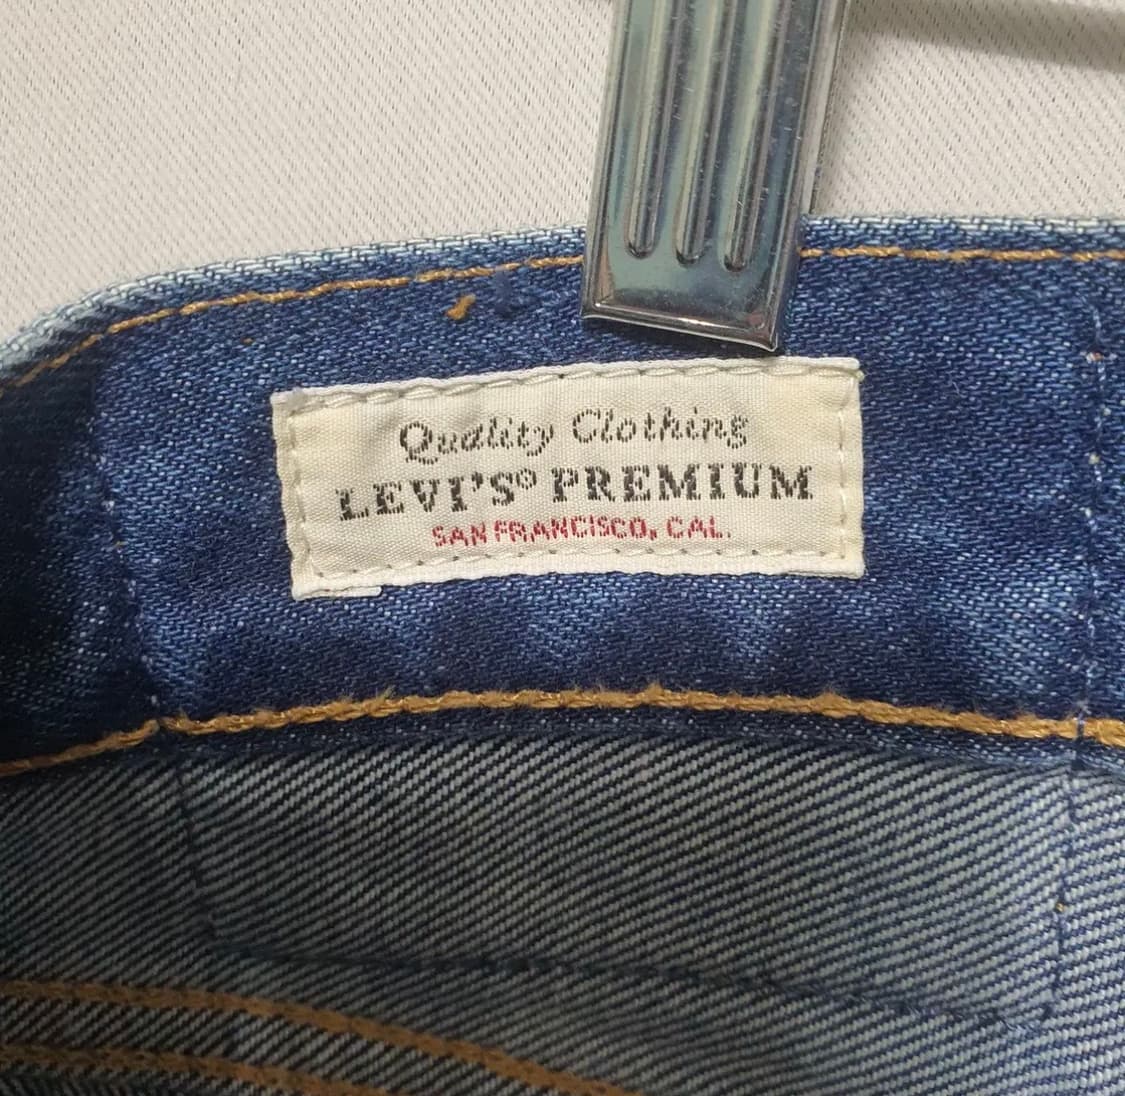 Quality Clothing
LEVI'S® PREMIUM
SAN FRANCISCO, CAL.